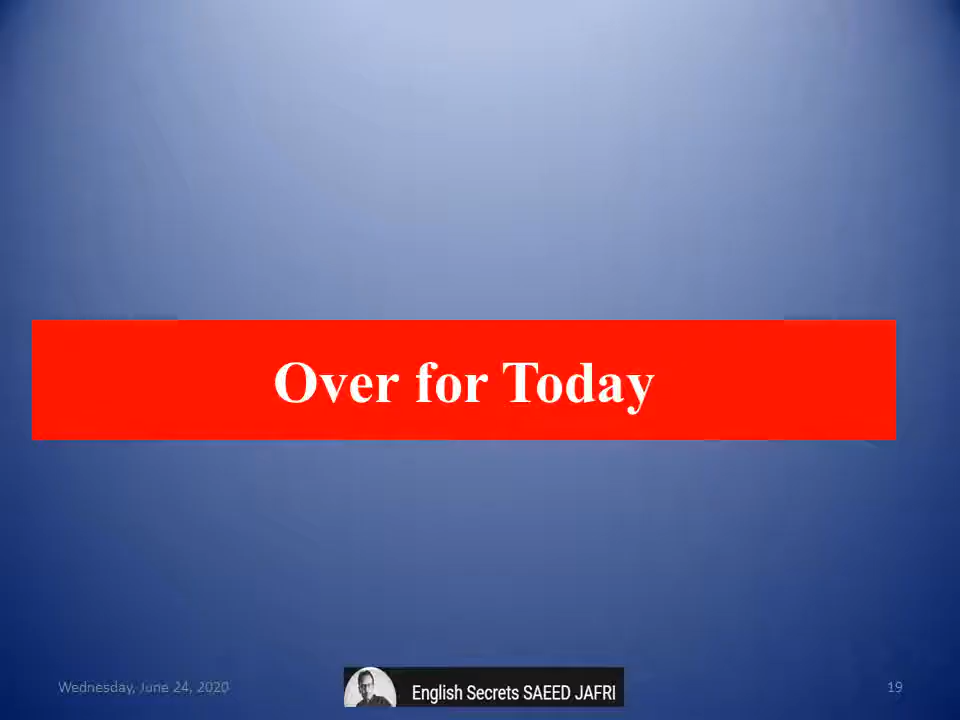 Over for Today
Wednesday, June 24, 2020
English Secrets SAEED JAFRI
19